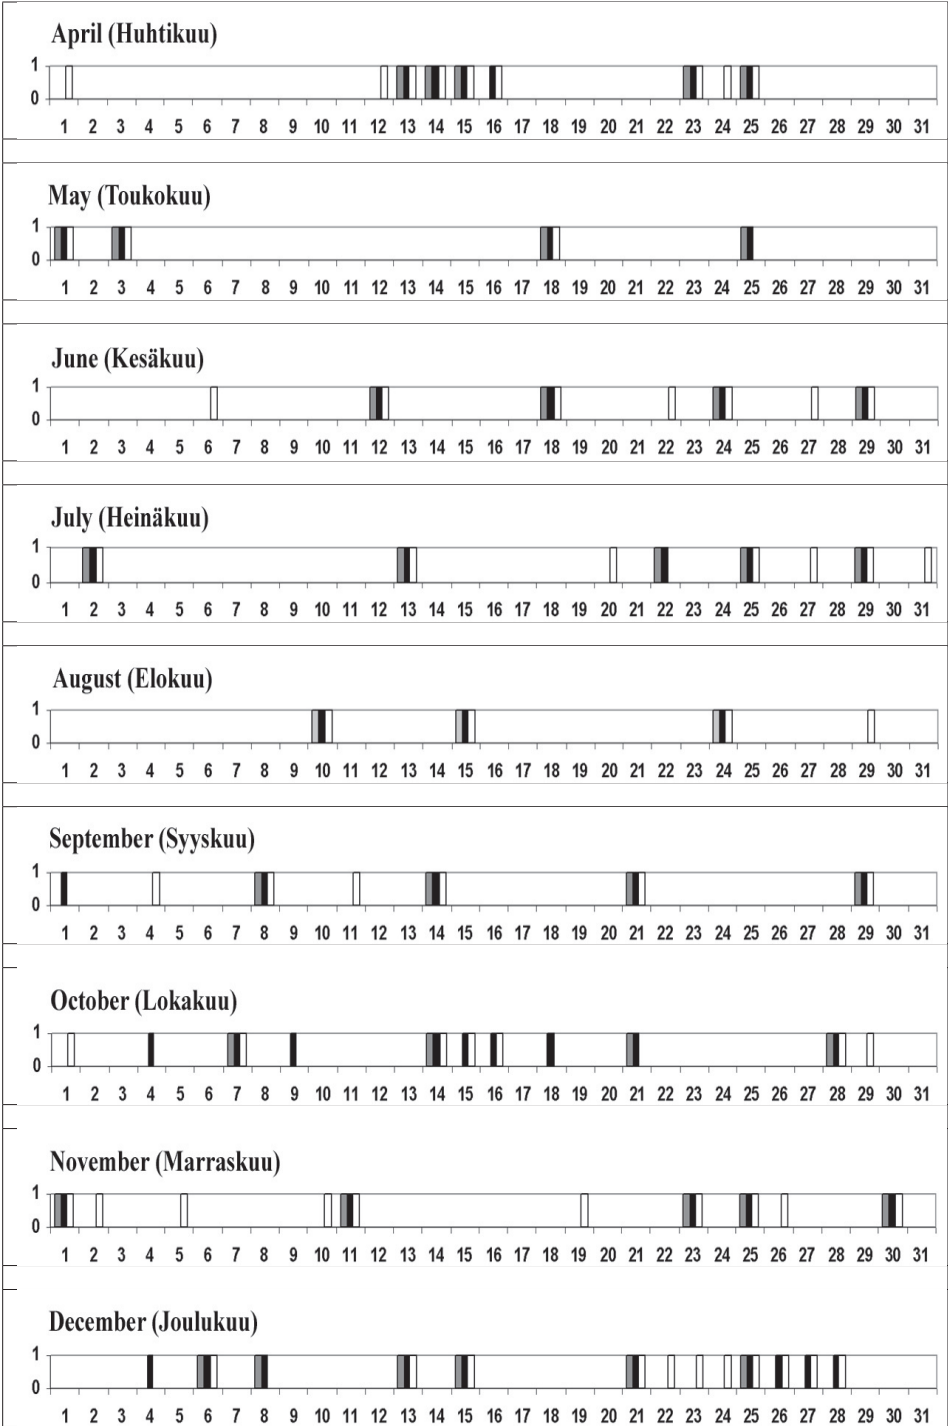 April (Huhtikuu)
1
0
1 2 3 4 5 6 7 8 9 10 11 12 13 14 15 16 17 18 19 20 21 22 23 24 25 26 27 28 29 30 31
May (Toukokuu)
1
0
1 2 3 4 5 6 7 8 9 10 11 12 13 14 15 16 17 18 19 20 21 22 23 24 25 26 27 28 29 30 31
June (Kesäkuu)
1
0
1 2 3 4 5 6 7 8 9 10 11 12 13 14 15 16 17 18 19 20 21 22 23 24 25 26 27 28 29 30 31
July (Heinäkuu)
1
0
1 2 3 4 5 6 7 8 9 10 11 12 13 14 15 16 17 18 19 20 21 22 23 24 25 26 27 28 29 30 31
August (Elokuu)
1
0
1 2 3 4 5 6 7 8 9 10 11 12 13 14 15 16 17 18 19 20 21 22 23 24 25 26 27 28 29 30 31
September (Syyskuu)
1
0
1 2 3 4 5 6 7 8 9 10 11 12 13 14 15 16 17 18 19 20 21 22 23 24 25 26 27 28 29 30 31
October (Lokakuu)
1
0
1 2 3 4 5 6 7 8 9 10 11 12 13 14 15 16 17 18 19 20 21 22 23 24 25 26 27 28 29 30 31
November (Marraskuu)
1
0
1 2 3 4 5 6 7 8 9 10 11 12 13 14 15 16 17 18 19 20 21 22 23 24 25 26 27 28 29 30 31
December (Joulukuu)
1
0
1 2 3 4 5 6 7 8 9 10 11 12 13 14 15 16 17 18 19 20 21 22 23 24 25 26 27 28 29 30 31